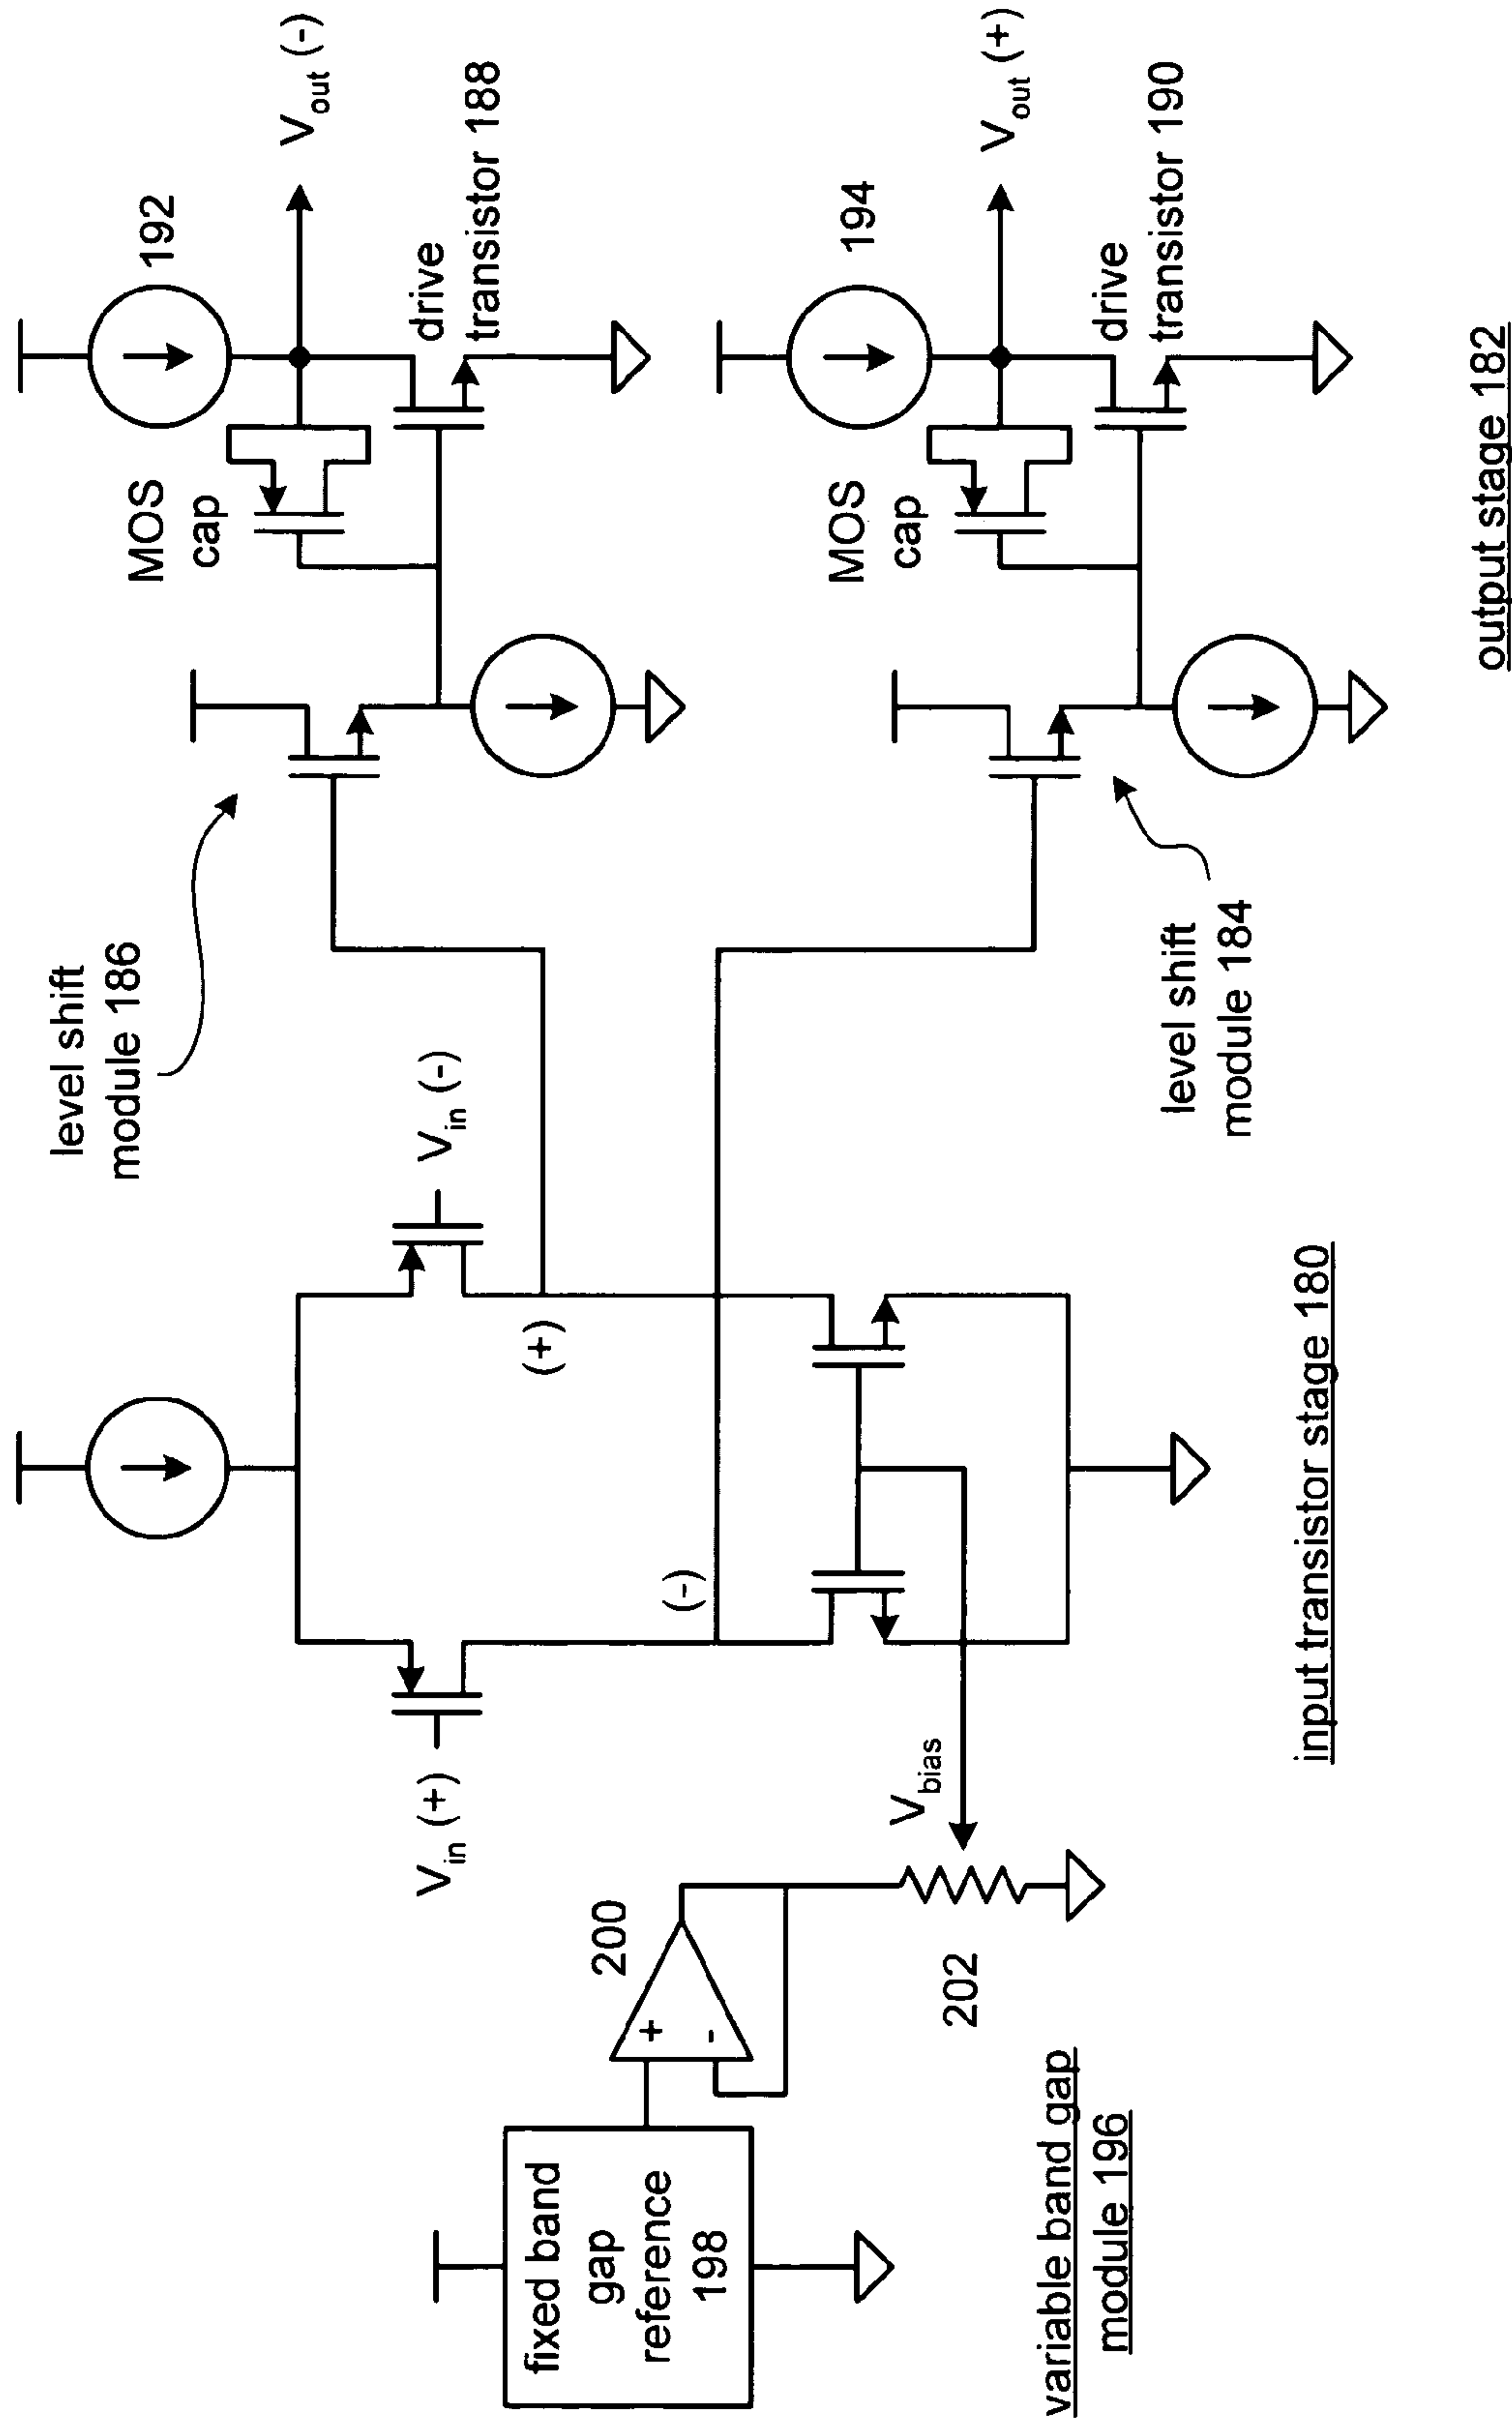 fixed band
gap
reference
198
variable band gap
module 196
+
-
200
202
V_bias
V_in (+)
(-)
(+)
V_in (-)
input transistor stage 180
level shift
module 186
level shift
module 184
MOS
cap
192
V_out (-)
drive
transistor 188
MOS
cap
194
V_out (+)
drive
transistor 190
output stage 182